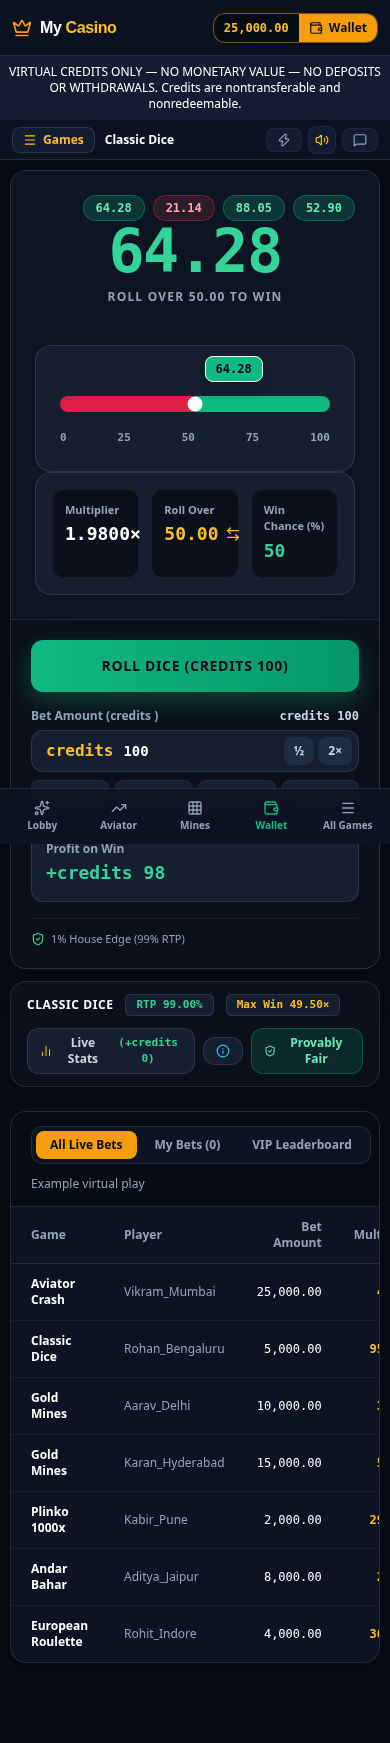 My Casino
25,000.00 Wallet
VIRTUAL CREDITS ONLY — NO MONETARY VALUE — NO DEPOSITS
OR WITHDRAWALS. Credits are nontransferable and
nonredeemable.
Games Classic Dice
64.28 21.14 88.05 52.90
64.28
ROLL OVER 50.00 TO WIN
64.28
0 25 50 75 100
Multiplier Roll Over Win
Chance (%)
1.9800× 50.00 50
ROLL DICE (CREDITS 100)
Bet Amount (credits ) credits 100
credits 100 ½ 2×
Lobby Aviator Mines Wallet All Games
Profit on Win
+credits 98
1% House Edge (99% RTP)
CLASSIC DICE RTP 99.00% Max Win 49.50×
Live (+credits Provably
Stats 0) Fair
All Live Bets My Bets (0) VIP Leaderboard
Example virtual play
Bet
Game Player Mult
Amount
Aviator
Crash Vikram_Mumbai 25,000.00
Classic
Dice Rohan_Bengaluru 5,000.00
Gold
Mines Aarav_Delhi 10,000.00
Gold
Mines Karan_Hyderabad 15,000.00
Plinko
1000x Kabir_Pune 2,000.00
Andar
Bahar Aditya_Jaipur 8,000.00
European
Roulette Rohit_Indore 4,000.00